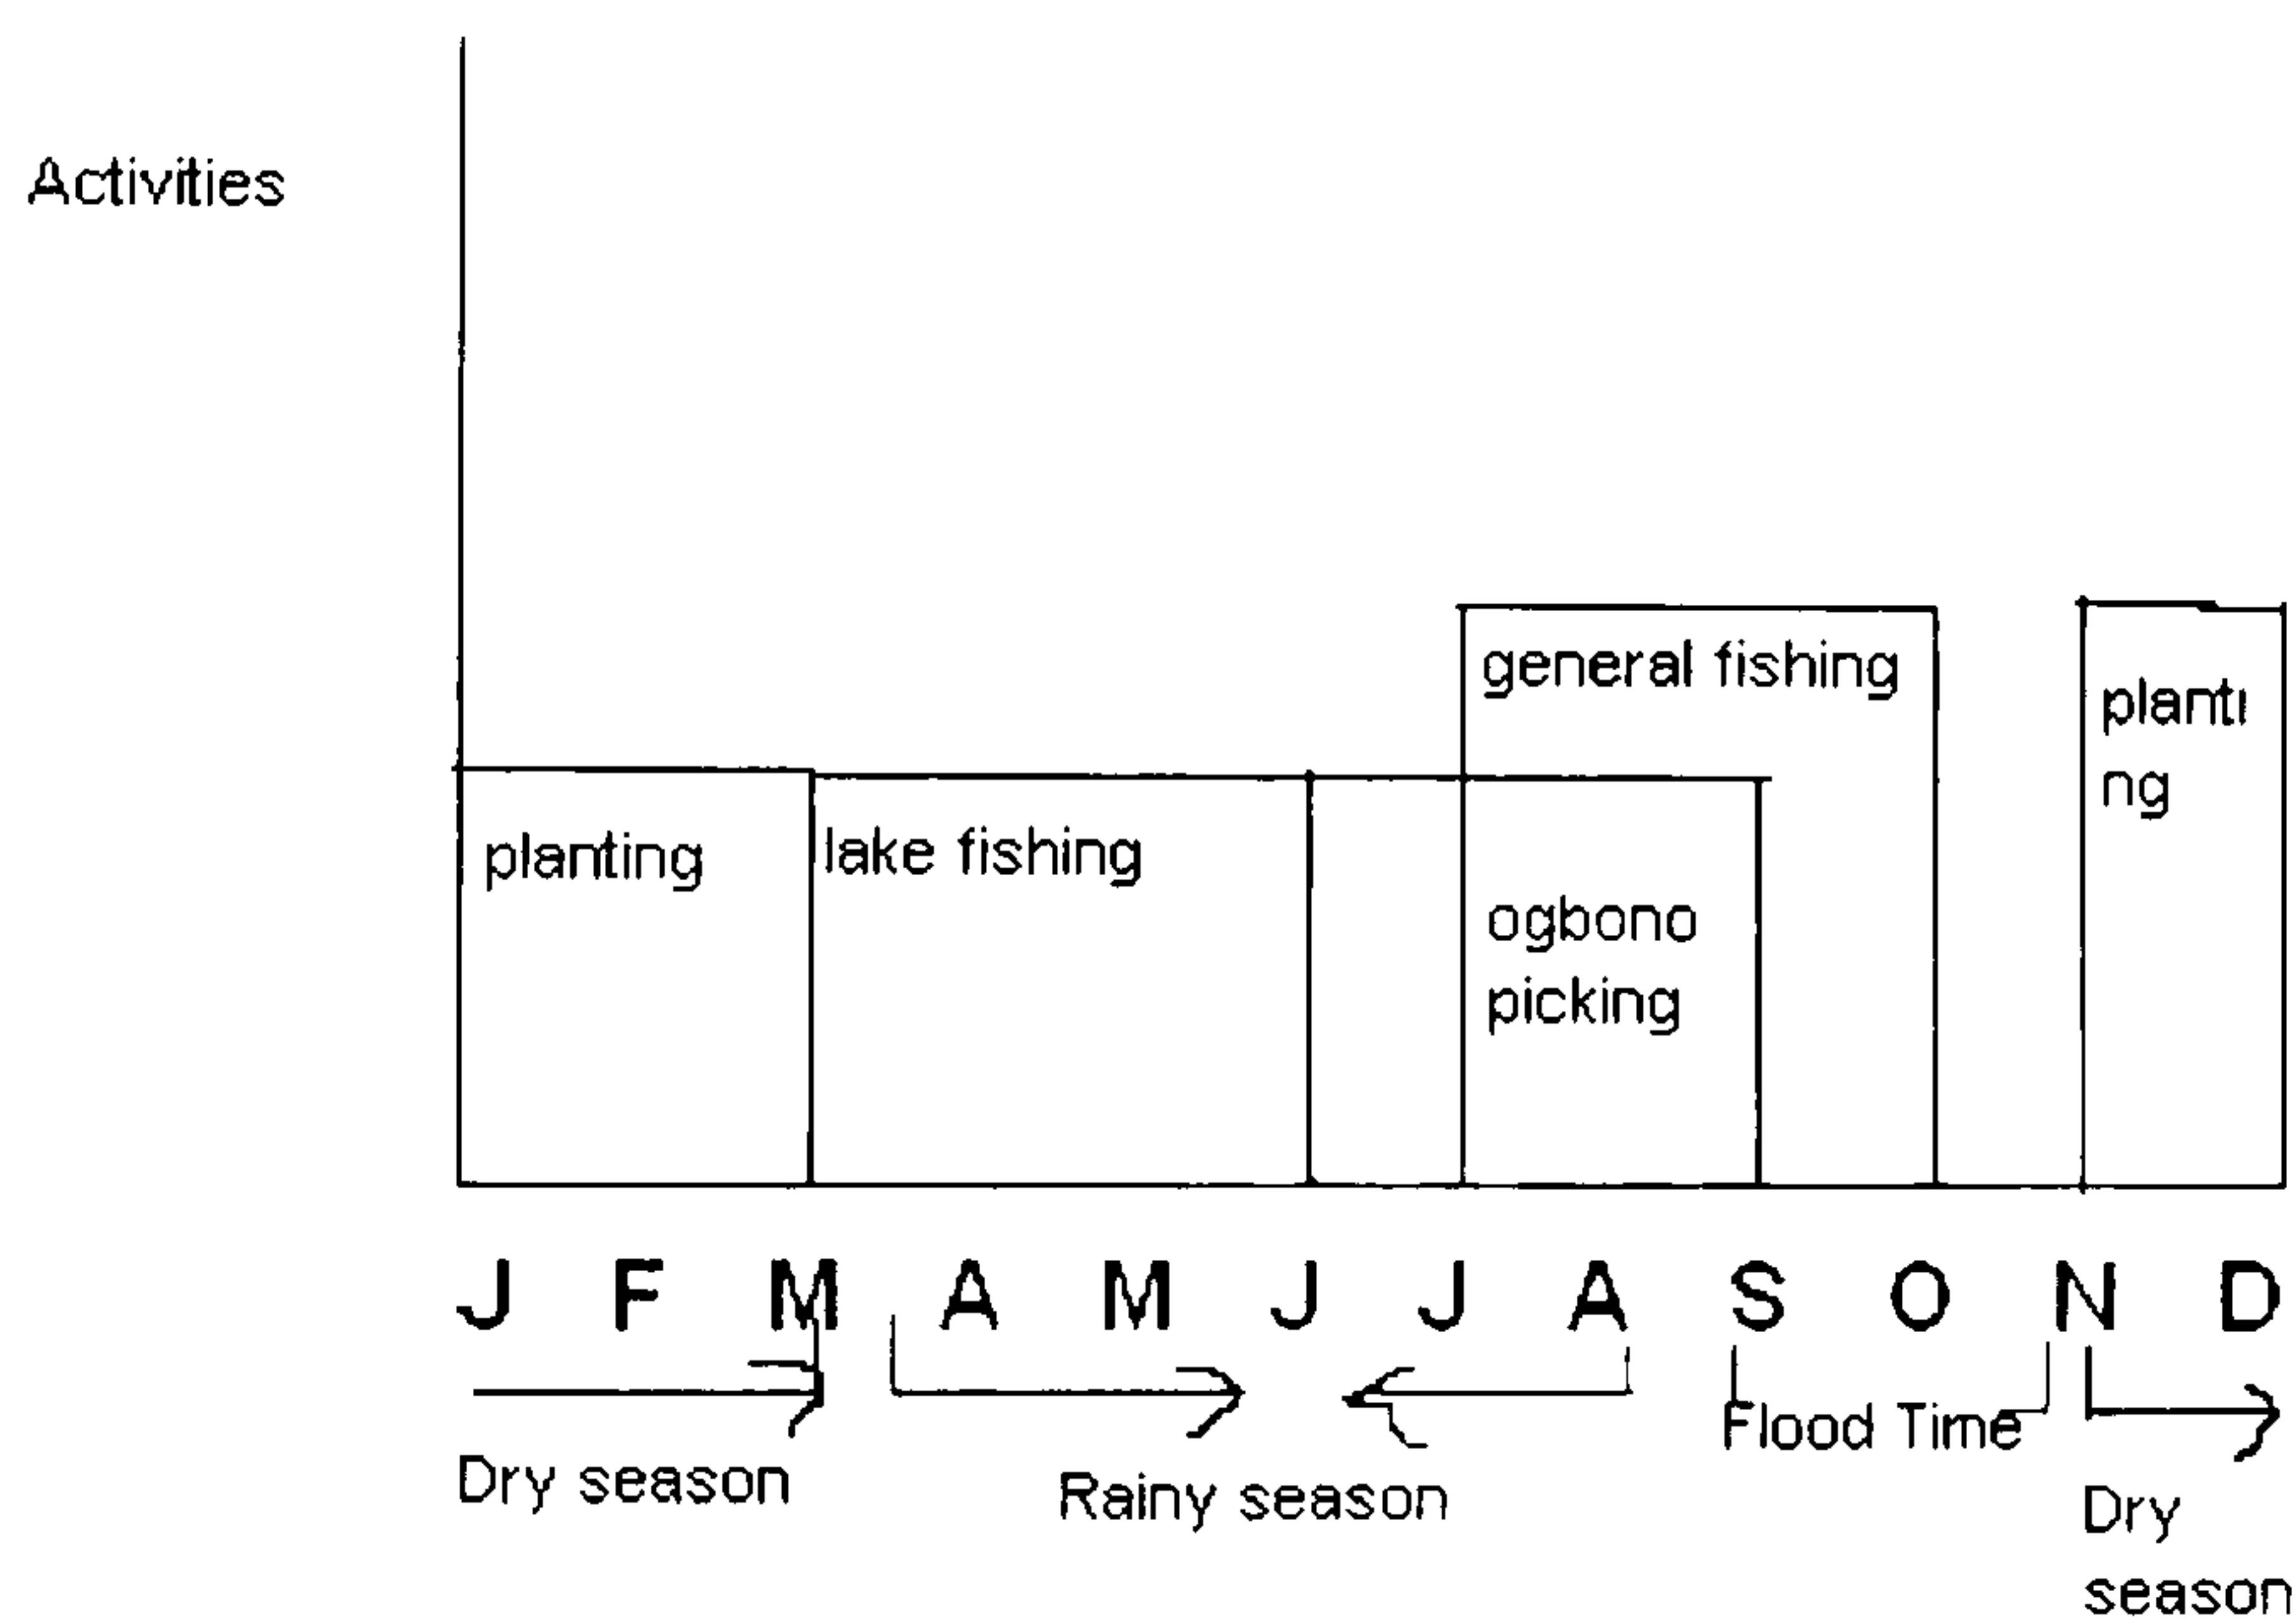 Activities
general fishing
planti
ng
planting
lake fishing
ogbono
picking
J F M A M J J A S O N D
Flood Time
Dry season
Rainy season
Dry
season